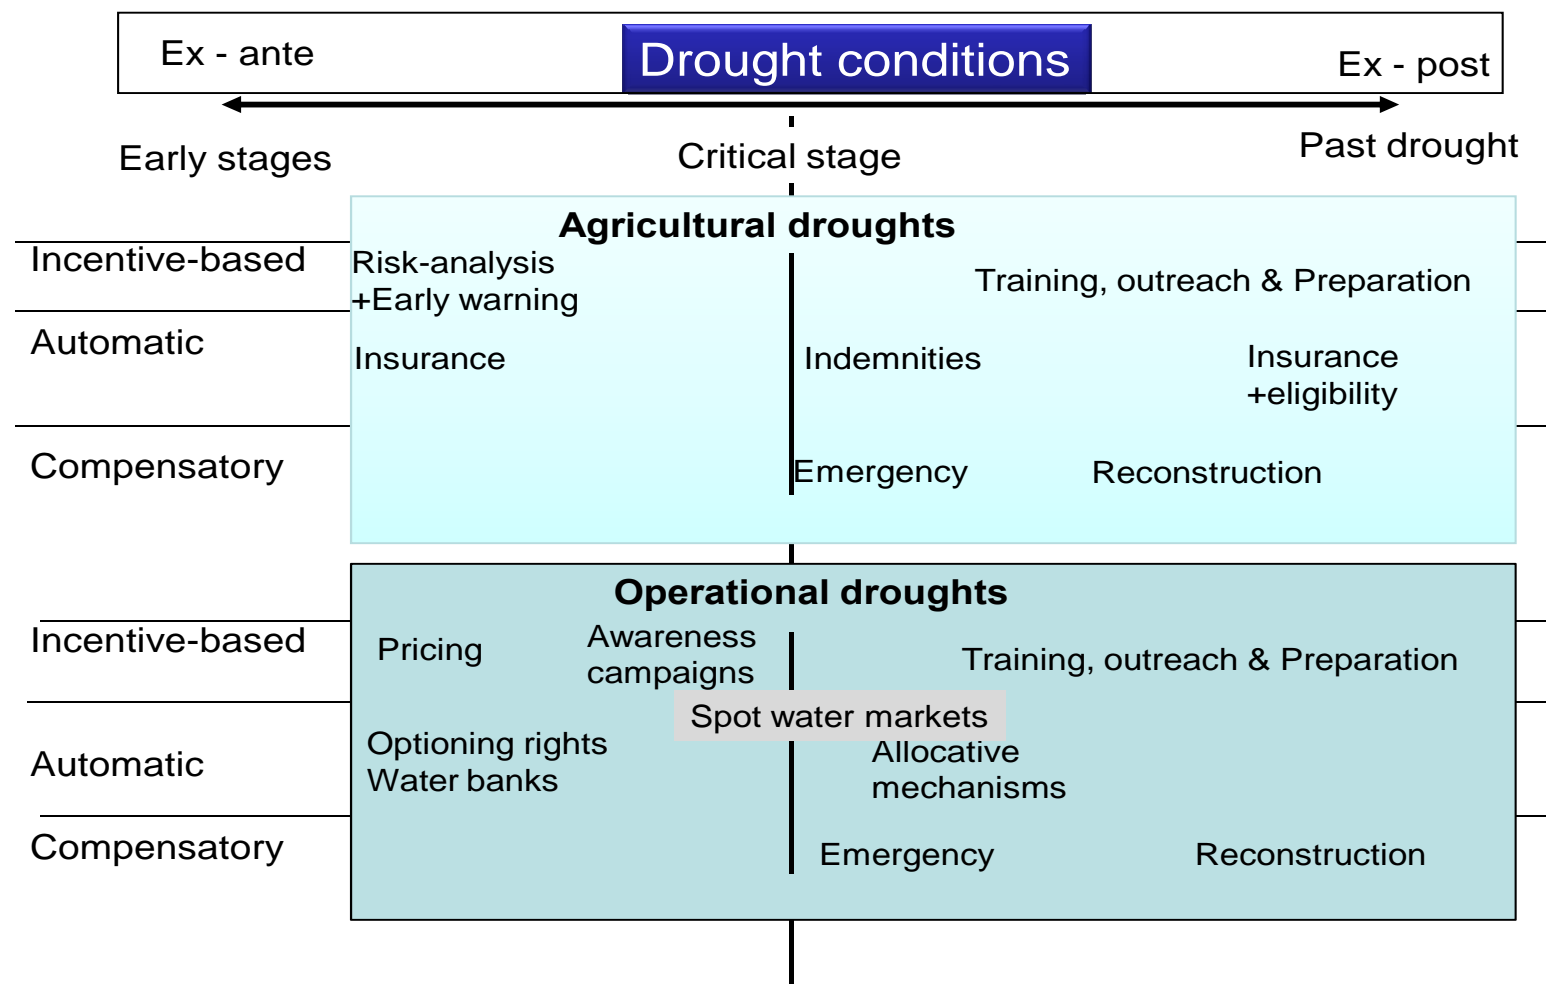 Ex - ante
Drought conditions
Ex - post
Early stages
Critical stage
Past drought
Agricultural droughts
Incentive-based
Risk-analysis
+Early warning
Training, outreach & Preparation
Automatic
Insurance
Indemnities
Insurance
+eligibility
Compensatory
Emergency
Reconstruction
Operational droughts
Incentive-based
Pricing
Awareness
campaigns
Training, outreach & Preparation
Spot water markets
Automatic
Optioning rights
Water banks
Allocative
mechanisms
Compensatory
Emergency
Reconstruction